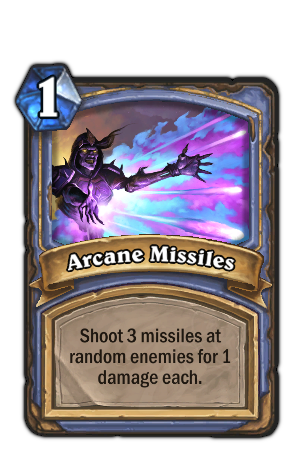 1
Arcane Missiles
Shoot 3 missiles at
random enemies for 1
damage each.